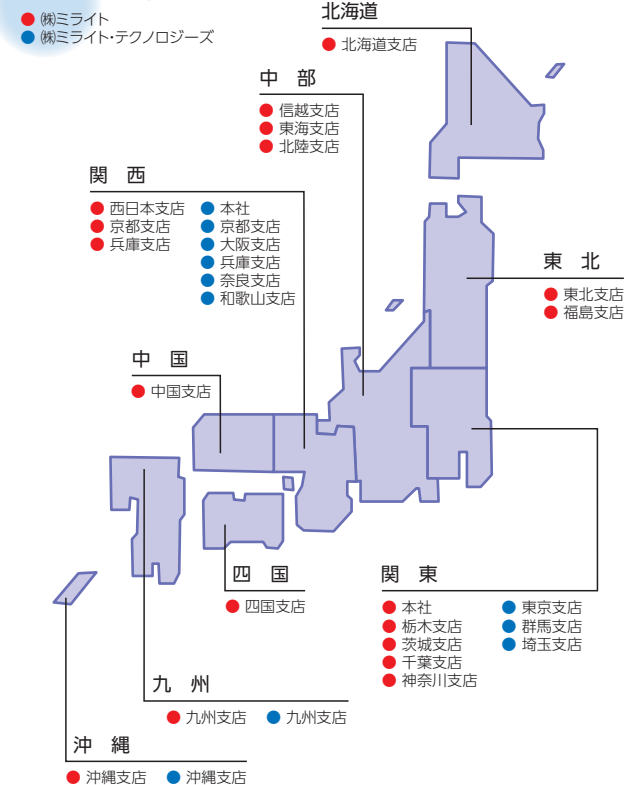 ● ㈱ミライト
● ㈱ミライト・テクノロジーズ
北海道
● 北海道支店
中 部
● 信越支店
● 東海支店
● 北陸支店
関 西
● 西日本支店 ● 本社
● 京都支店 ● 京都支店
● 兵庫支店 ● 大阪支店
● 兵庫支店
● 奈良支店
● 和歌山支店
東 北
● 東北支店
● 福島支店
中 国
● 中国支店
四 国
● 四国支店
関 東
● 本社 ● 東京支店
● 栃木支店 ● 群馬支店
● 茨城支店 ● 埼玉支店
● 千葉支店
● 神奈川支店
九 州
● 九州支店 ● 九州支店
沖 縄
● 沖縄支店 ● 沖縄支店